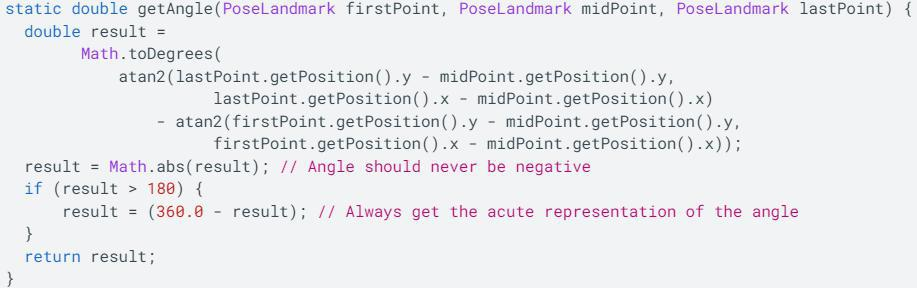 static double getAngle(PoseLandmark firstPoint, PoseLandmark midPoint, PoseLandmark lastPoint) {
  double result =
        Math.toDegrees(
            atan2(lastPoint.getPosition().y - midPoint.getPosition().y,
                      lastPoint.getPosition().x - midPoint.getPosition().x)
                - atan2(firstPoint.getPosition().y - midPoint.getPosition().y,
                      firstPoint.getPosition().x - midPoint.getPosition().x));
  result = Math.abs(result); // Angle should never be negative
  if (result > 180) {
      result = (360.0 - result); // Always get the acute representation of the angle
  }
  return result;
}